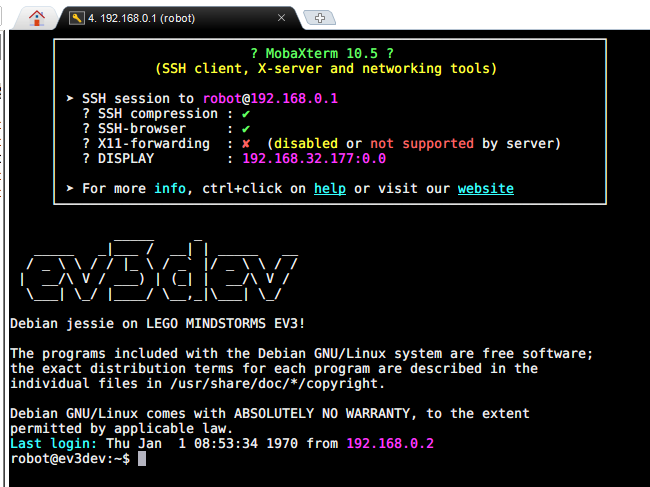 4. 192.168.0.1 (robot)
? MobaXterm 10.5 ?
(SSH client, X-server and networking tools)
➤ SSH session to robot@192.168.0.1
? SSH compression : ✔
? SSH-browser : ✔
? X11-forwarding : ✘ (disabled or not supported by server)
? DISPLAY : 192.168.32.177:0.0
➤ For more info, ctrl+click on help or visit our website
ev3dev
Debian jessie on LEGO MINDSTORMS EV3!
The programs included with the Debian GNU/Linux system are free software;
the exact distribution terms for each program are described in the
individual files in /usr/share/doc/*/copyright.
Debian GNU/Linux comes with ABSOLUTELY NO WARRANTY, to the extent
permitted by applicable law.
Last login: Thu Jan 1 08:53:34 1970 from 192.168.0.2
robot@ev3dev:~$